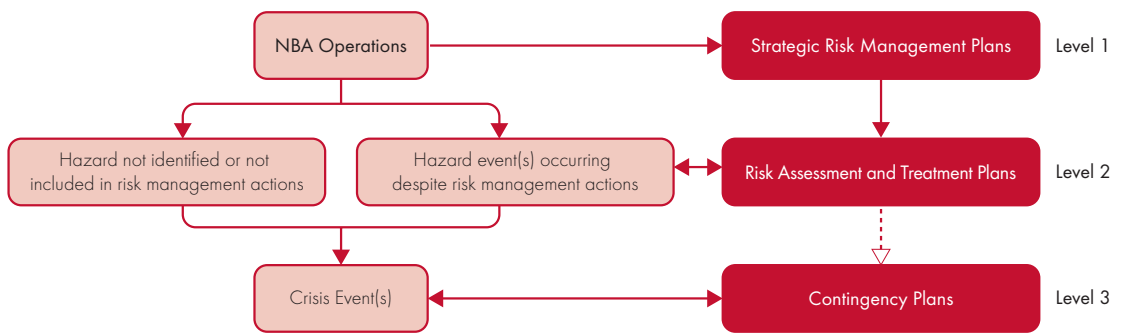 NBA Operations
Strategic Risk Management Plans
Level 1
Hazard not identified or not
included in risk management actions
Hazard event(s) occurring
despite risk management actions
Risk Assessment and Treatment Plans
Level 2
Crisis Event(s)
Contingency Plans
Level 3